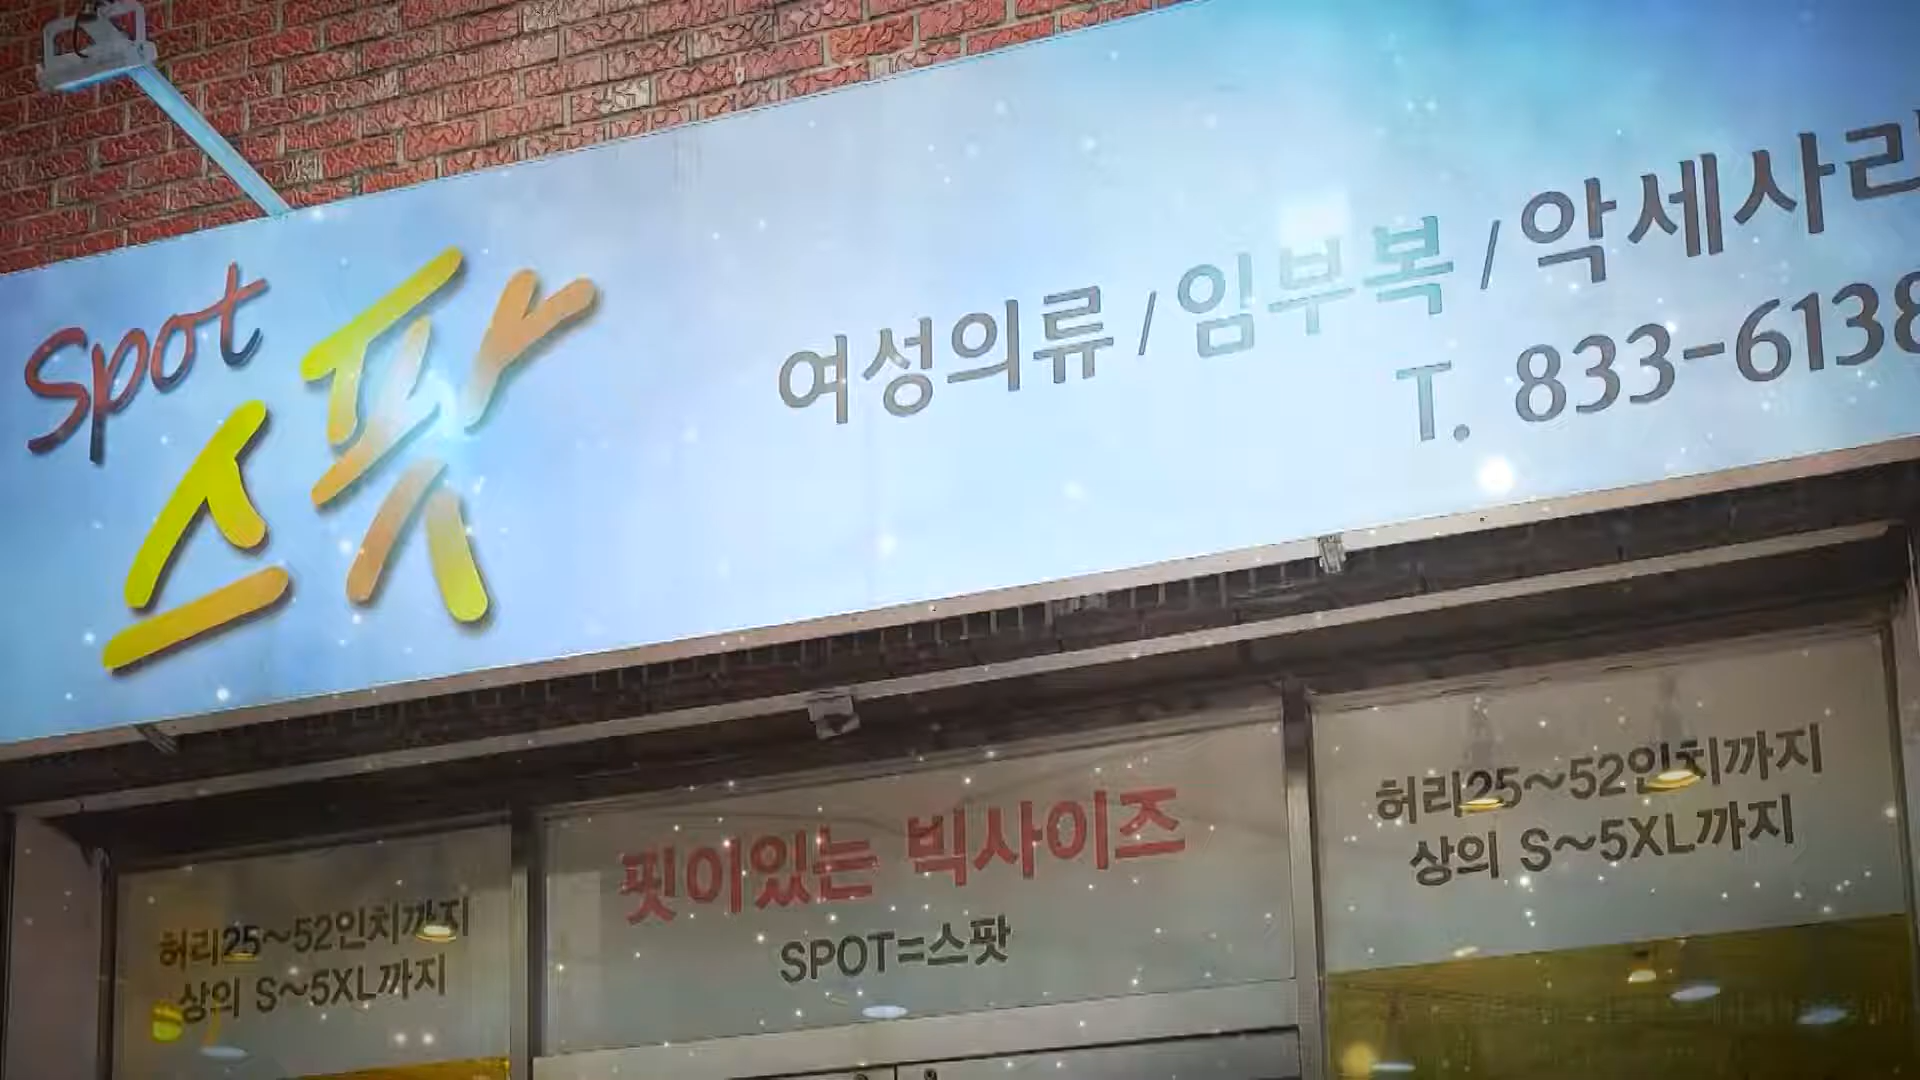 Spot
스팟
여성의류/임부복/악세사리
T. 833-6138
허리25~52인치까지
상의 S~5XL까지
핏이있는 빅사이즈
SPOT=스팟
허리25~52인치까지
상의 S~5XL까지